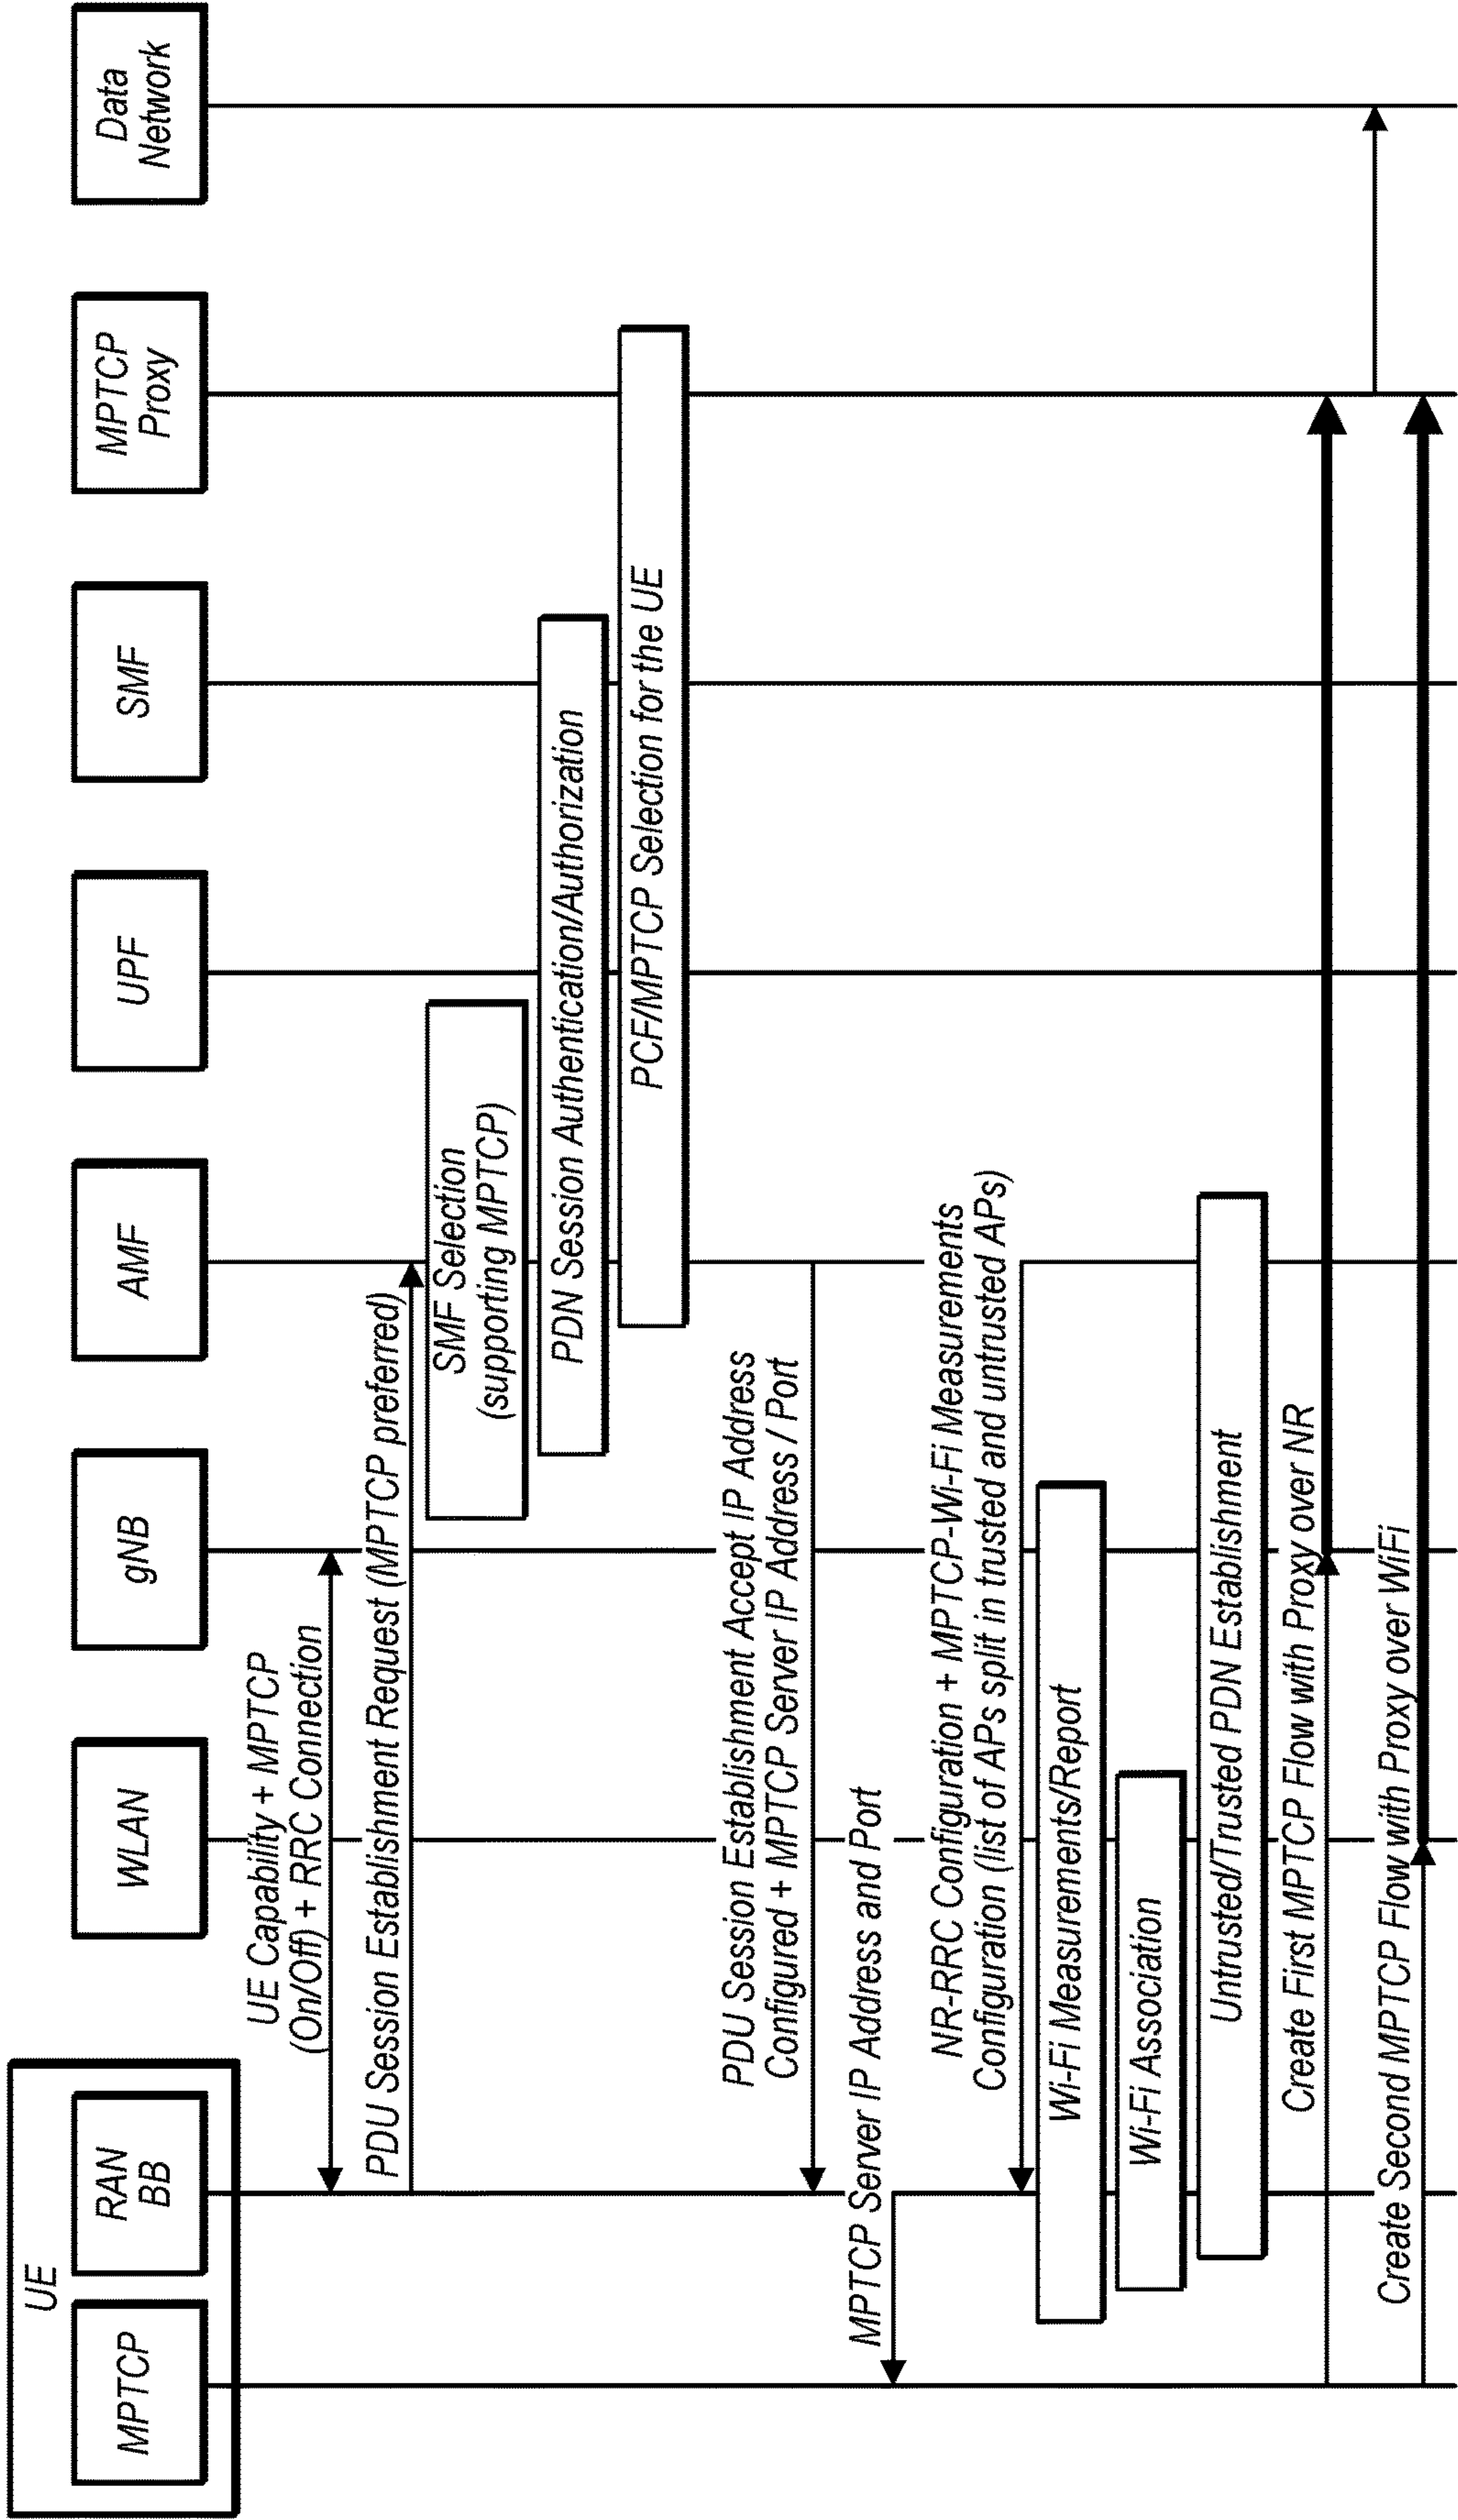 UE
MPTCP
RAN
BB
WLAN
gNB
AMF
UPF
SMF
MPTCP
Proxy
Data
Network
UE Capability + MPTCP
(On/Off) + RRC Connection
PDU Session Establishment Request (MPTCP preferred)
SMF Selection
(supporting MPTCP)
PDN Session Authentication/Authorization
PCF/MPTCP Selection for the UE
PDU Session Establishment Accept IP Address
Configured + MPTCP Server IP Address / Port
MPTCP Server IP Address and Port
NR-RRC Configuration + MPTCP-Wi-Fi Measurements
Configuration (list of APs split in trusted and untrusted APs)
Wi-Fi Measurements/Report
Wi-Fi Association
Untrusted/Trusted PDN Establishment
Create First MPTCP Flow with Proxy over NR
Create Second MPTCP Flow with Proxy over WiFi